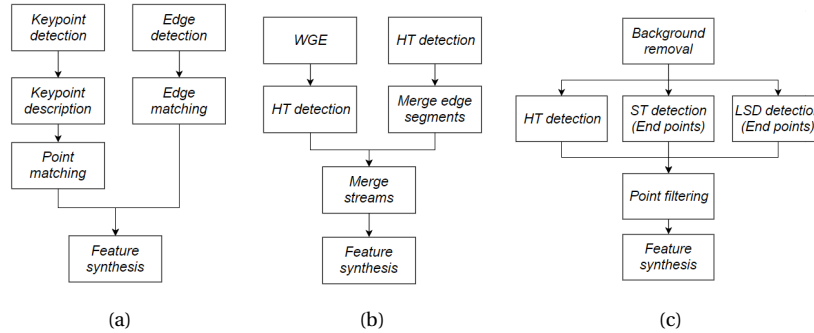 Keypoint
detection
Edge
detection
Keypoint
description
Edge
matching
Point
matching
Feature
synthesis
(a)
WGE
HT detection
HT detection
Merge edge
segments
Merge
streams
Feature
synthesis
(b)
Background
removal
HT detection
ST detection
(End points)
LSD detection
(End points)
Point filtering
Feature
synthesis
(c)